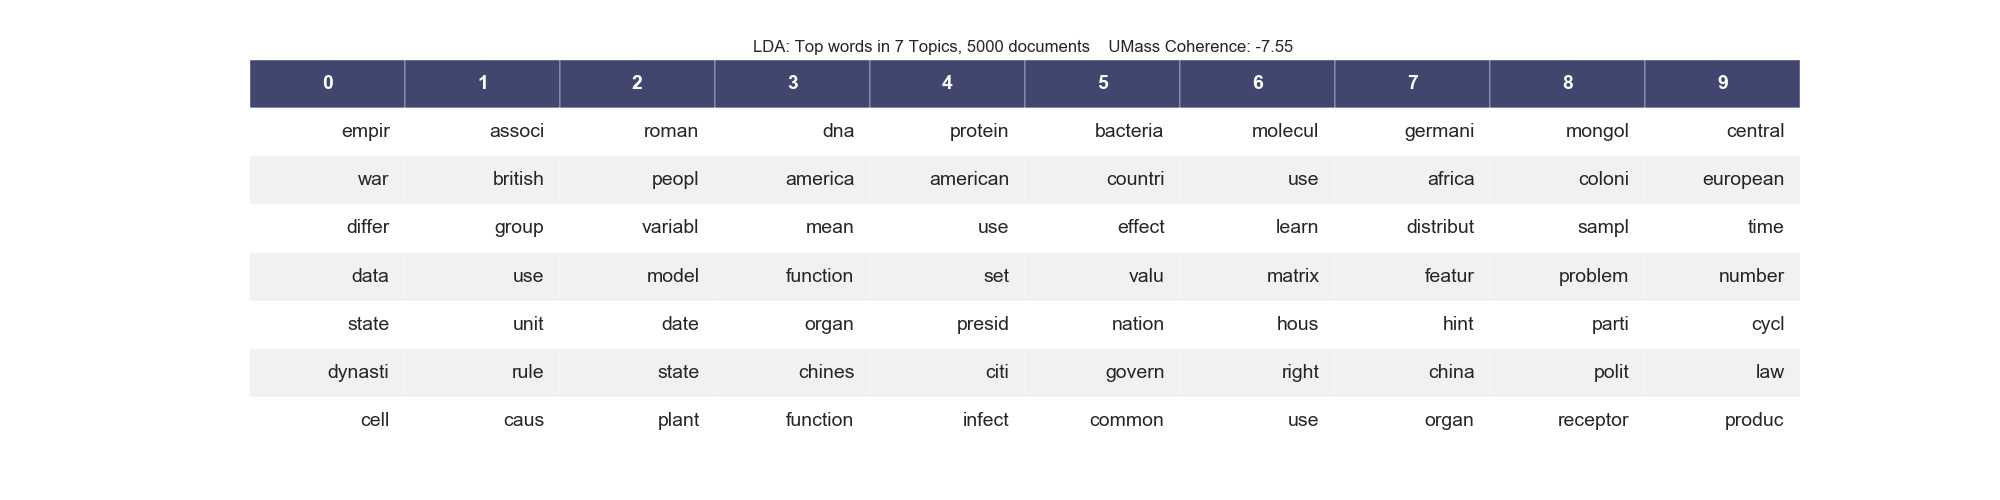 LDA: Top words in 7 Topics, 5000 documents    UMass Coherence: -7.55
0 1 2 3 4 5 6 7 8 9
empir associ roman dna protein bacteria molecul germani mongol central
war british peopl america american countri use africa coloni european
differ group variabl mean use effect learn distribut sampl time
data use model function set valu matrix featur problem number
state unit date organ presid nation hous hint parti cycl
dynasti rule state chines citi govern right china polit law
cell caus plant function infect common use organ receptor produc